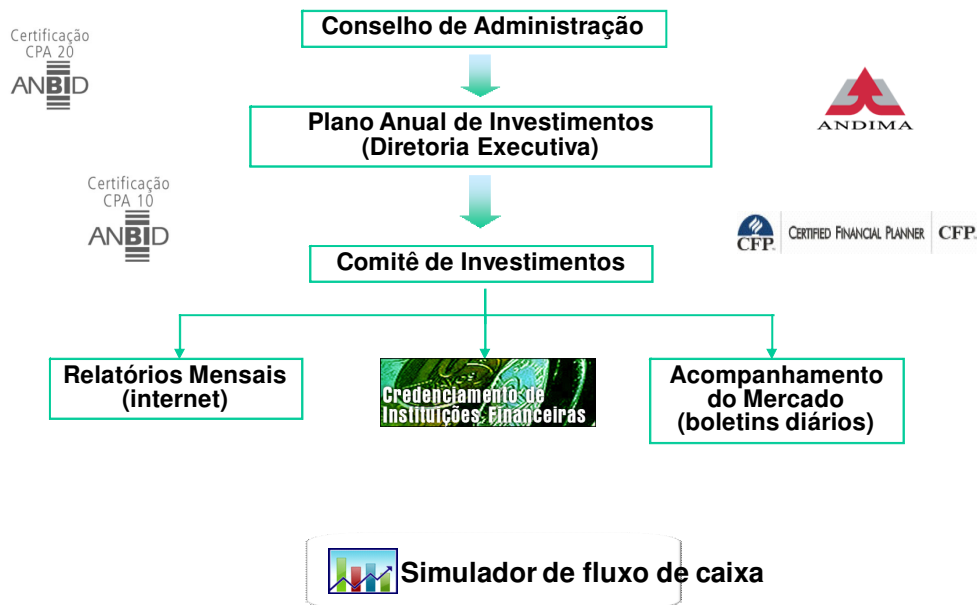 Conselho de Administração
Certificação
CPA 20
ANBID
Plano Anual de Investimentos
(Diretoria Executiva)
ANDIMA
Certificação
CPA 10
ANBID
CFP
CERTIFIED FINANCIAL PLANNER
CFP
Comitê de Investimentos
Relatórios Mensais
(internet)
Credenciamento de
Instituições Financeiras
Acompanhamento
do Mercado
(boletins diários)
Simulador de fluxo de caixa